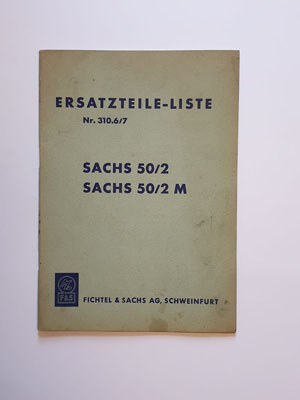 ERSATZTEILE-LISTE
Nr. 310.6/7
SACHS 50/2
SACHS 50/2 M
F&S
FICHTEL & SACHS AG, SCHWEINFURT